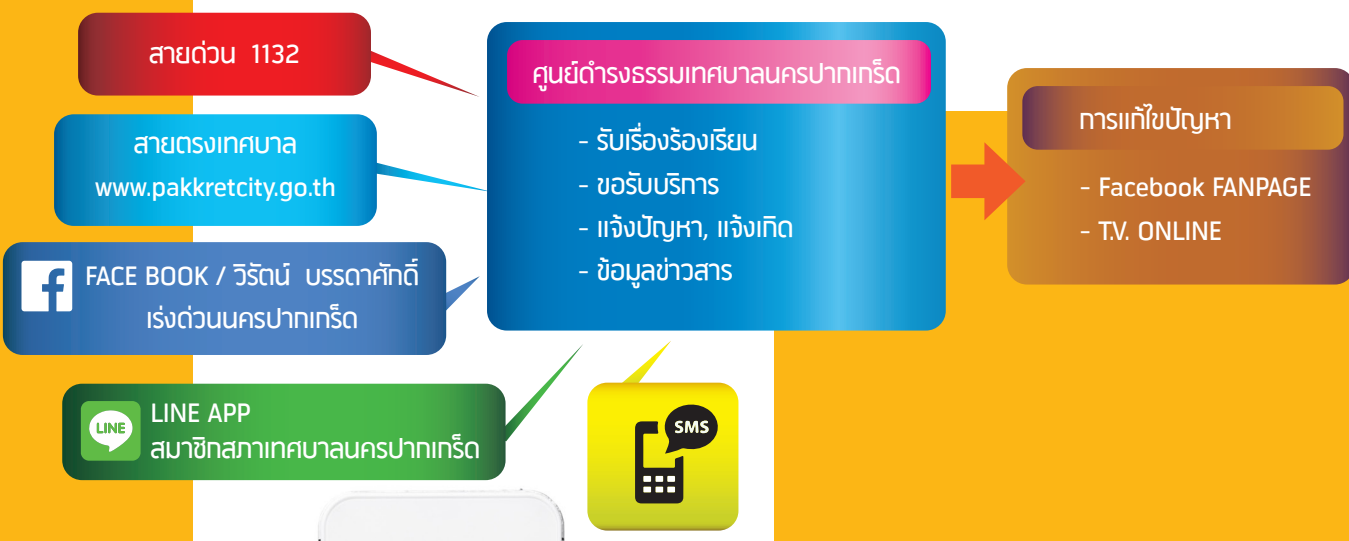 สายด่วน 1132
สายตรงเทศบาล
www.pakkretcity.go.th
FACE BOOK / วิรัตน์ บรรดาศักดิ์
เร่งด่วนนครปากเกร็ด
LINE
LINE APP
สมาชิกสภาเทศบาลนครปากเกร็ด
SMS
ศูนย์ดำรงธรรมเทศบาลนครปากเกร็ด
- รับเรื่องร้องเรียน
- ขอรับบริการ
- แจ้งปัญหา, แจ้งเกิด
- ข้อมูลข่าวสาร
การแก้ไขปัญหา
- Facebook FANPAGE
- T.V. ONLINE